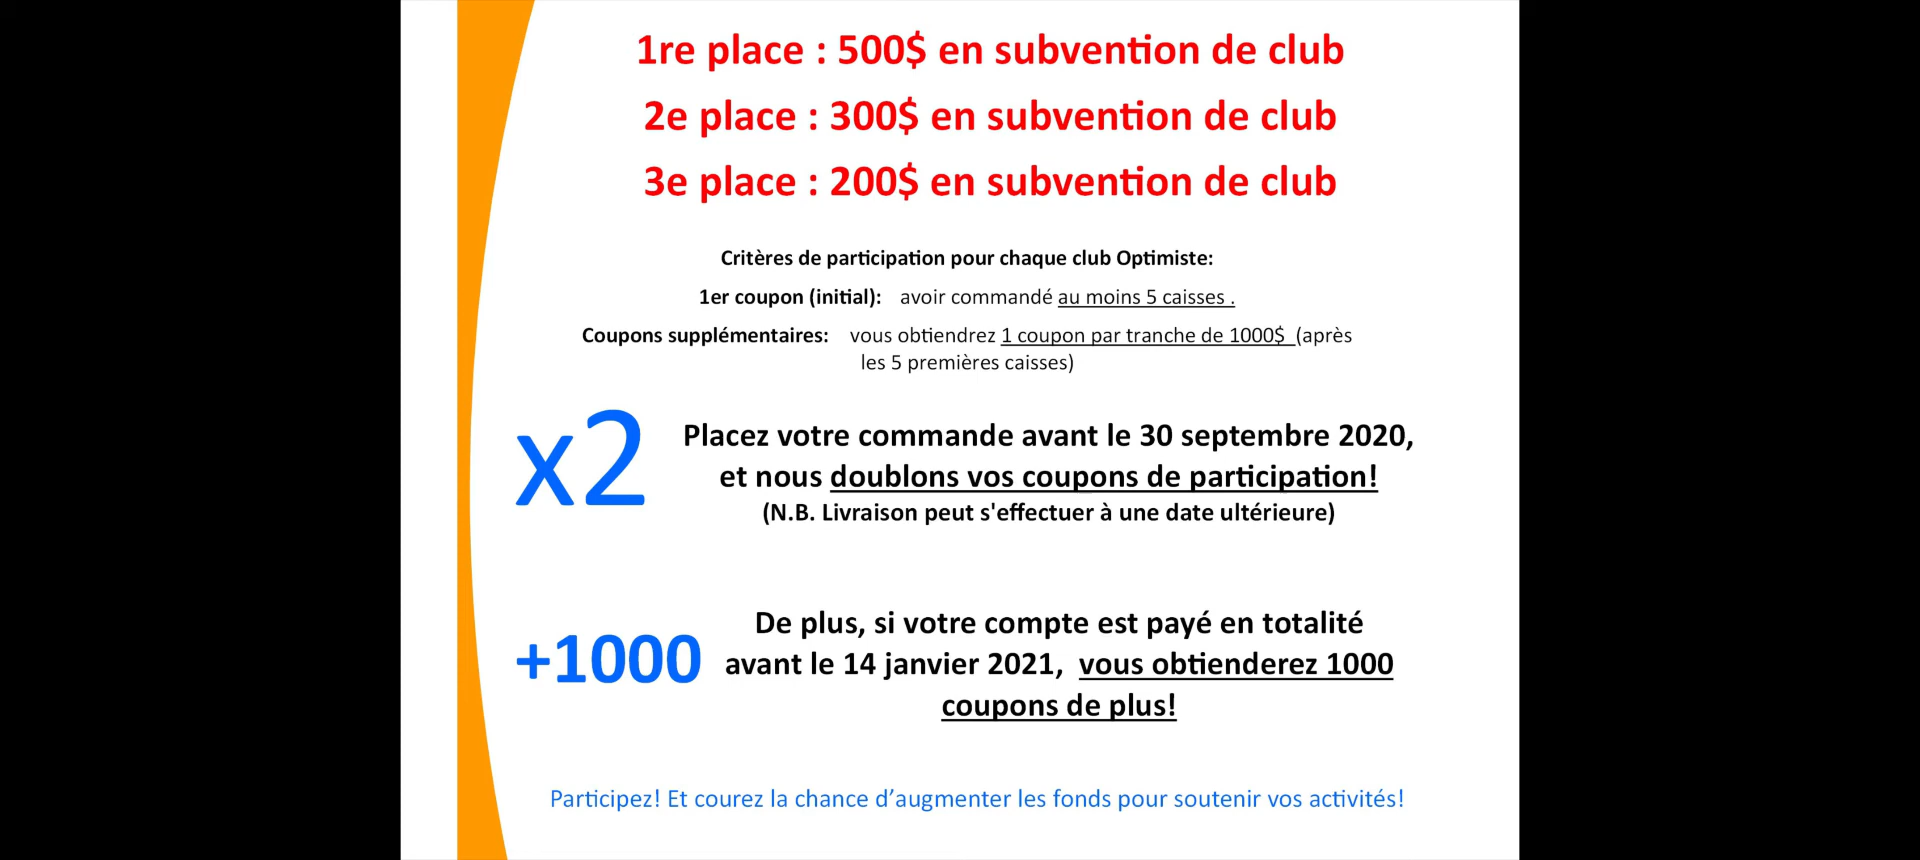 1re place : 500$ en subvention de club
2e place : 300$ en subvention de club
3e place : 200$ en subvention de club
Critères de participation pour chaque club Optimiste:
1er coupon (initial): avoir commandé au moins 5 caisses .
Coupons supplémentaires: vous obtiendrez 1 coupon par tranche de 1000$ (après
les 5 premières caisses)
x2
Placez votre commande avant le 30 septembre 2020,
et nous doublons vos coupons de participation!
(N.B. Livraison peut s'effectuer à une date ultérieure)
+1000
De plus, si votre compte est payé en totalité
avant le 14 janvier 2021, vous obtienderez 1000
coupons de plus!
Participez! Et courez la chance d’augmenter les fonds pour soutenir vos activités!